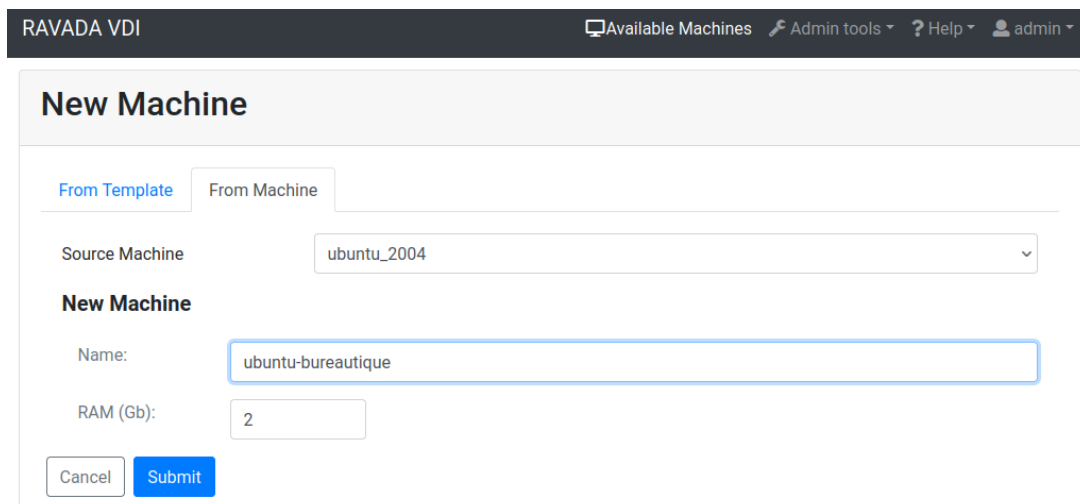 RAVADA VDI Available Machines Admin tools ? Help admin
New Machine
From Template From Machine
Source Machine ubuntu_2004
New Machine
Name: ubuntu-bureautique
RAM (Gb): 2
Cancel Submit